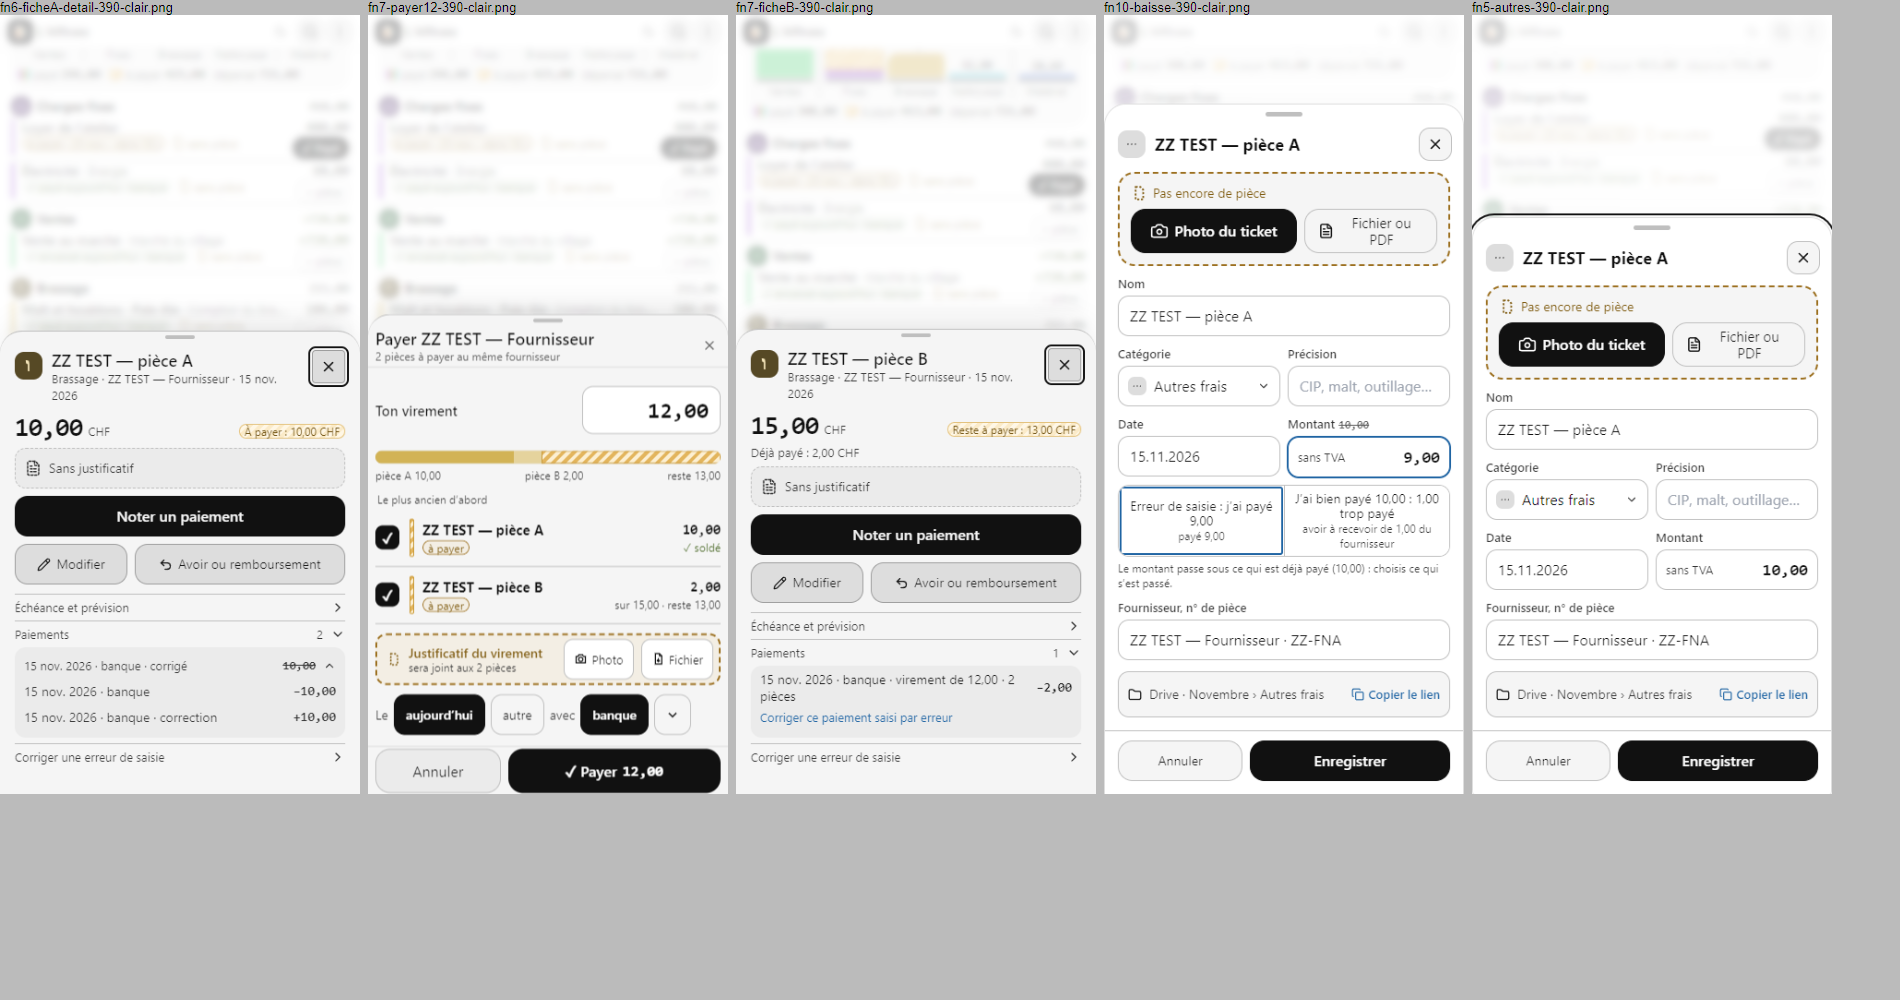 fn6-ficheA-detail-390-clair.png
ZZ TEST — pièce A
Brassage · ZZ TEST — Fournisseur · 15 nov.
2026
10,00 CHF
À payer : 10,00 CHF
Sans justificatif
Noter un paiement
Modifier
Avoir ou remboursement
Échéance et prévision
Paiements 2
15 nov. 2026 · banque · corrigé 10,00
15 nov. 2026 · banque −10,00
15 nov. 2026 · banque · correction +10,00
Corriger une erreur de saisie
fn7-payer12-390-clair.png
Payer ZZ TEST — Fournisseur
2 pièces à payer au même fournisseur
Ton virement 12,00
pièce A 10,00 pièce B 2,00 reste 13,00
Le plus ancien d'abord
ZZ TEST — pièce A 10,00
à payer ✓ soldé
ZZ TEST — pièce B 2,00
à payer sur 15,00 · reste 13,00
Justificatif du virement
sera joint aux 2 pièces
Photo
Fichier
Le aujourd'hui autre avec banque
Annuler
✓ Payer 12,00
fn7-ficheB-390-clair.png
ZZ TEST — pièce B
Brassage · ZZ TEST — Fournisseur · 15 nov.
2026
15,00 CHF
Reste à payer : 13,00 CHF
Déjà payé : 2,00 CHF
Sans justificatif
Noter un paiement
Modifier
Avoir ou remboursement
Échéance et prévision
Paiements 1
15 nov. 2026 · banque · virement de 12,00 · 2
pièces
−2,00
Corriger ce paiement saisi par erreur
Corriger une erreur de saisie
fn10-baisse-390-clair.png
ZZ TEST — pièce A
Pas encore de pièce
Photo du ticket
Fichier ou
PDF
Nom
ZZ TEST — pièce A
Catégorie
Précision
Autres frais
CIP, malt, outillage...
Date
Montant 10,00
15.11.2026
sans TVA 9,00
Erreur de saisie : j'ai payé
9,00
payé 9,00
J'ai bien payé 10,00 : 1,00
trop payé
avoir à recevoir de 1,00 du
fournisseur
Le montant passe sous ce qui est déjà payé (10,00) : choisis ce qui
s'est passé.
Fournisseur, n° de pièce
ZZ TEST — Fournisseur · ZZ-FNA
Drive · Novembre › Autres frais
Copier le lien
Annuler
Enregistrer
fn5-autres-390-clair.png
ZZ TEST — pièce A
Pas encore de pièce
Photo du ticket
Fichier ou
PDF
Nom
ZZ TEST — pièce A
Catégorie
Précision
Autres frais
CIP, malt, outillage...
Date
Montant
15.11.2026
sans TVA 10,00
Fournisseur, n° de pièce
ZZ TEST — Fournisseur · ZZ-FNA
Drive · Novembre › Autres frais
Copier le lien
Annuler
Enregistrer